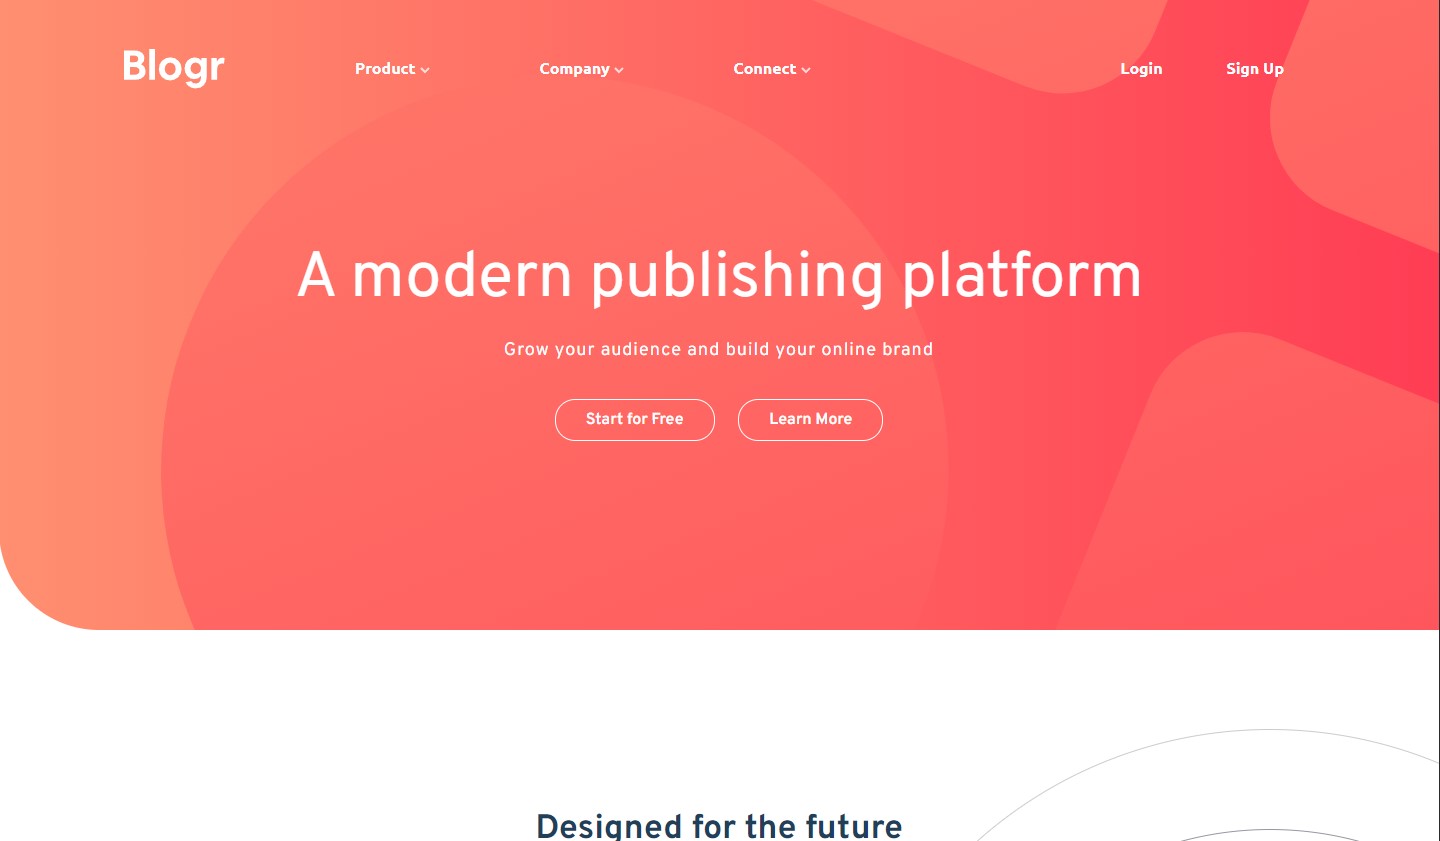 Blogr
Product
Company
Connect
Login
Sign Up
A modern publishing platform
Grow your audience and build your online brand
Start for Free
Learn More
Designed for the future